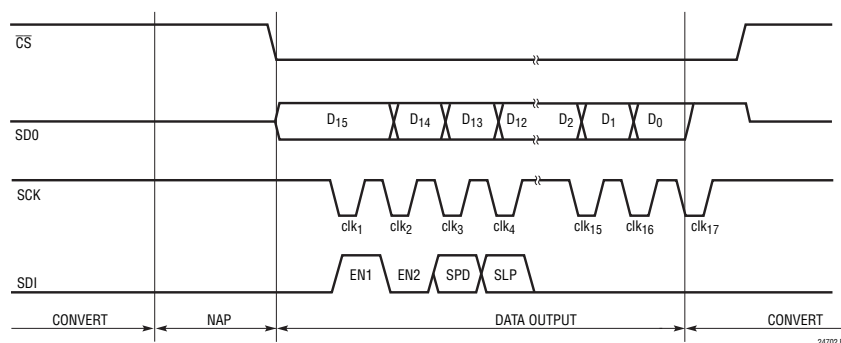 CS
SD0
D15 D14 D13 D12 D2 D1 D0
SCK
clk1 clk2 clk3 clk4 clk15 clk16 clk17
SDI
EN1 EN2 SPD SLP
CONVERT NAP DATA OUTPUT CONVERT